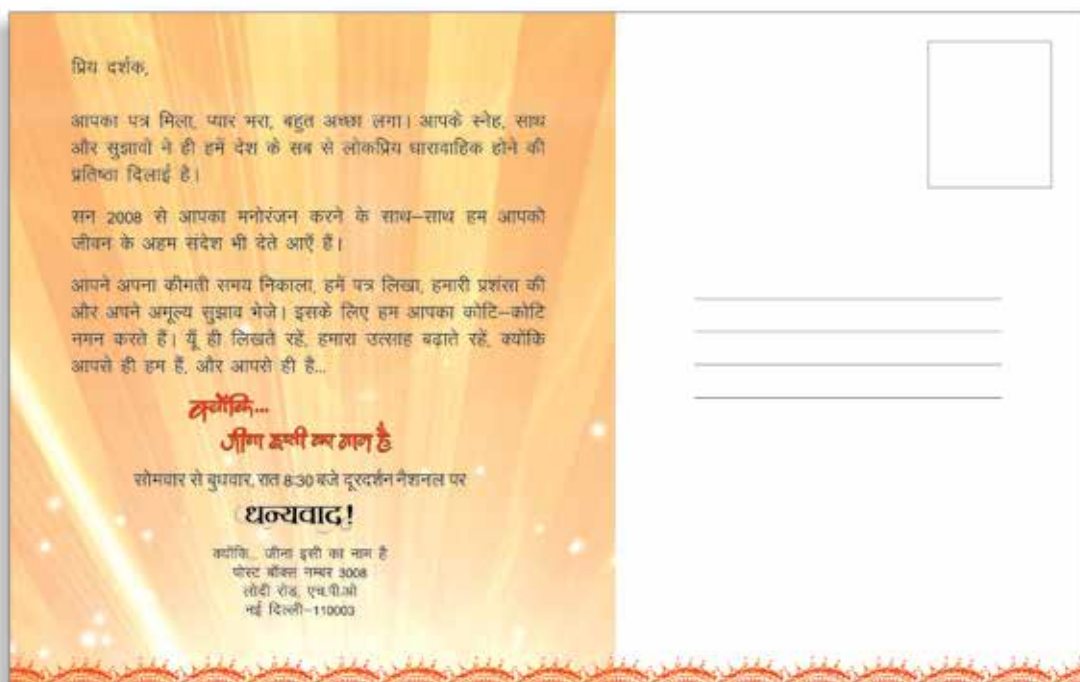 प्रिय दर्शक,
आपका पत्र मिला, प्यार भरा, बहुत अच्छा लगा। आपके स्नेह, साथ
और सुझावों ने ही हमें देश के सब से लोकप्रिय धारावाहिक होने की
प्रतिष्ठा दिलाई है।
सन 2008 से आपका मनोरंजन करने के साथ–साथ हम आपको
जीवन के अहम संदेश भी देते आएँ हैं।
आपने अपना कीमती समय निकाला, हमें पत्र लिखा, हमारी प्रशंसा की
और अपने अमूल्य सुझाव भेजे। इसके लिए हम आपका कोटि–कोटि
नमन करते हैं। यूँ ही लिखते रहें, हमारा उत्साह बढ़ाते रहें, क्योंकि
आपसे ही हम हैं, और आपसे ही है...
क्योंकि...
जीना इसी का नाम है
सोमवार से बुधवार, रात 8:30 बजे दूरदर्शन नैशनल पर
धन्यवाद!
क्योंकि... जीना इसी का नाम है
पोस्ट बॉक्स नम्बर 3008
लोदी रोड, एच.पी.ओ
नई दिल्ली–110003